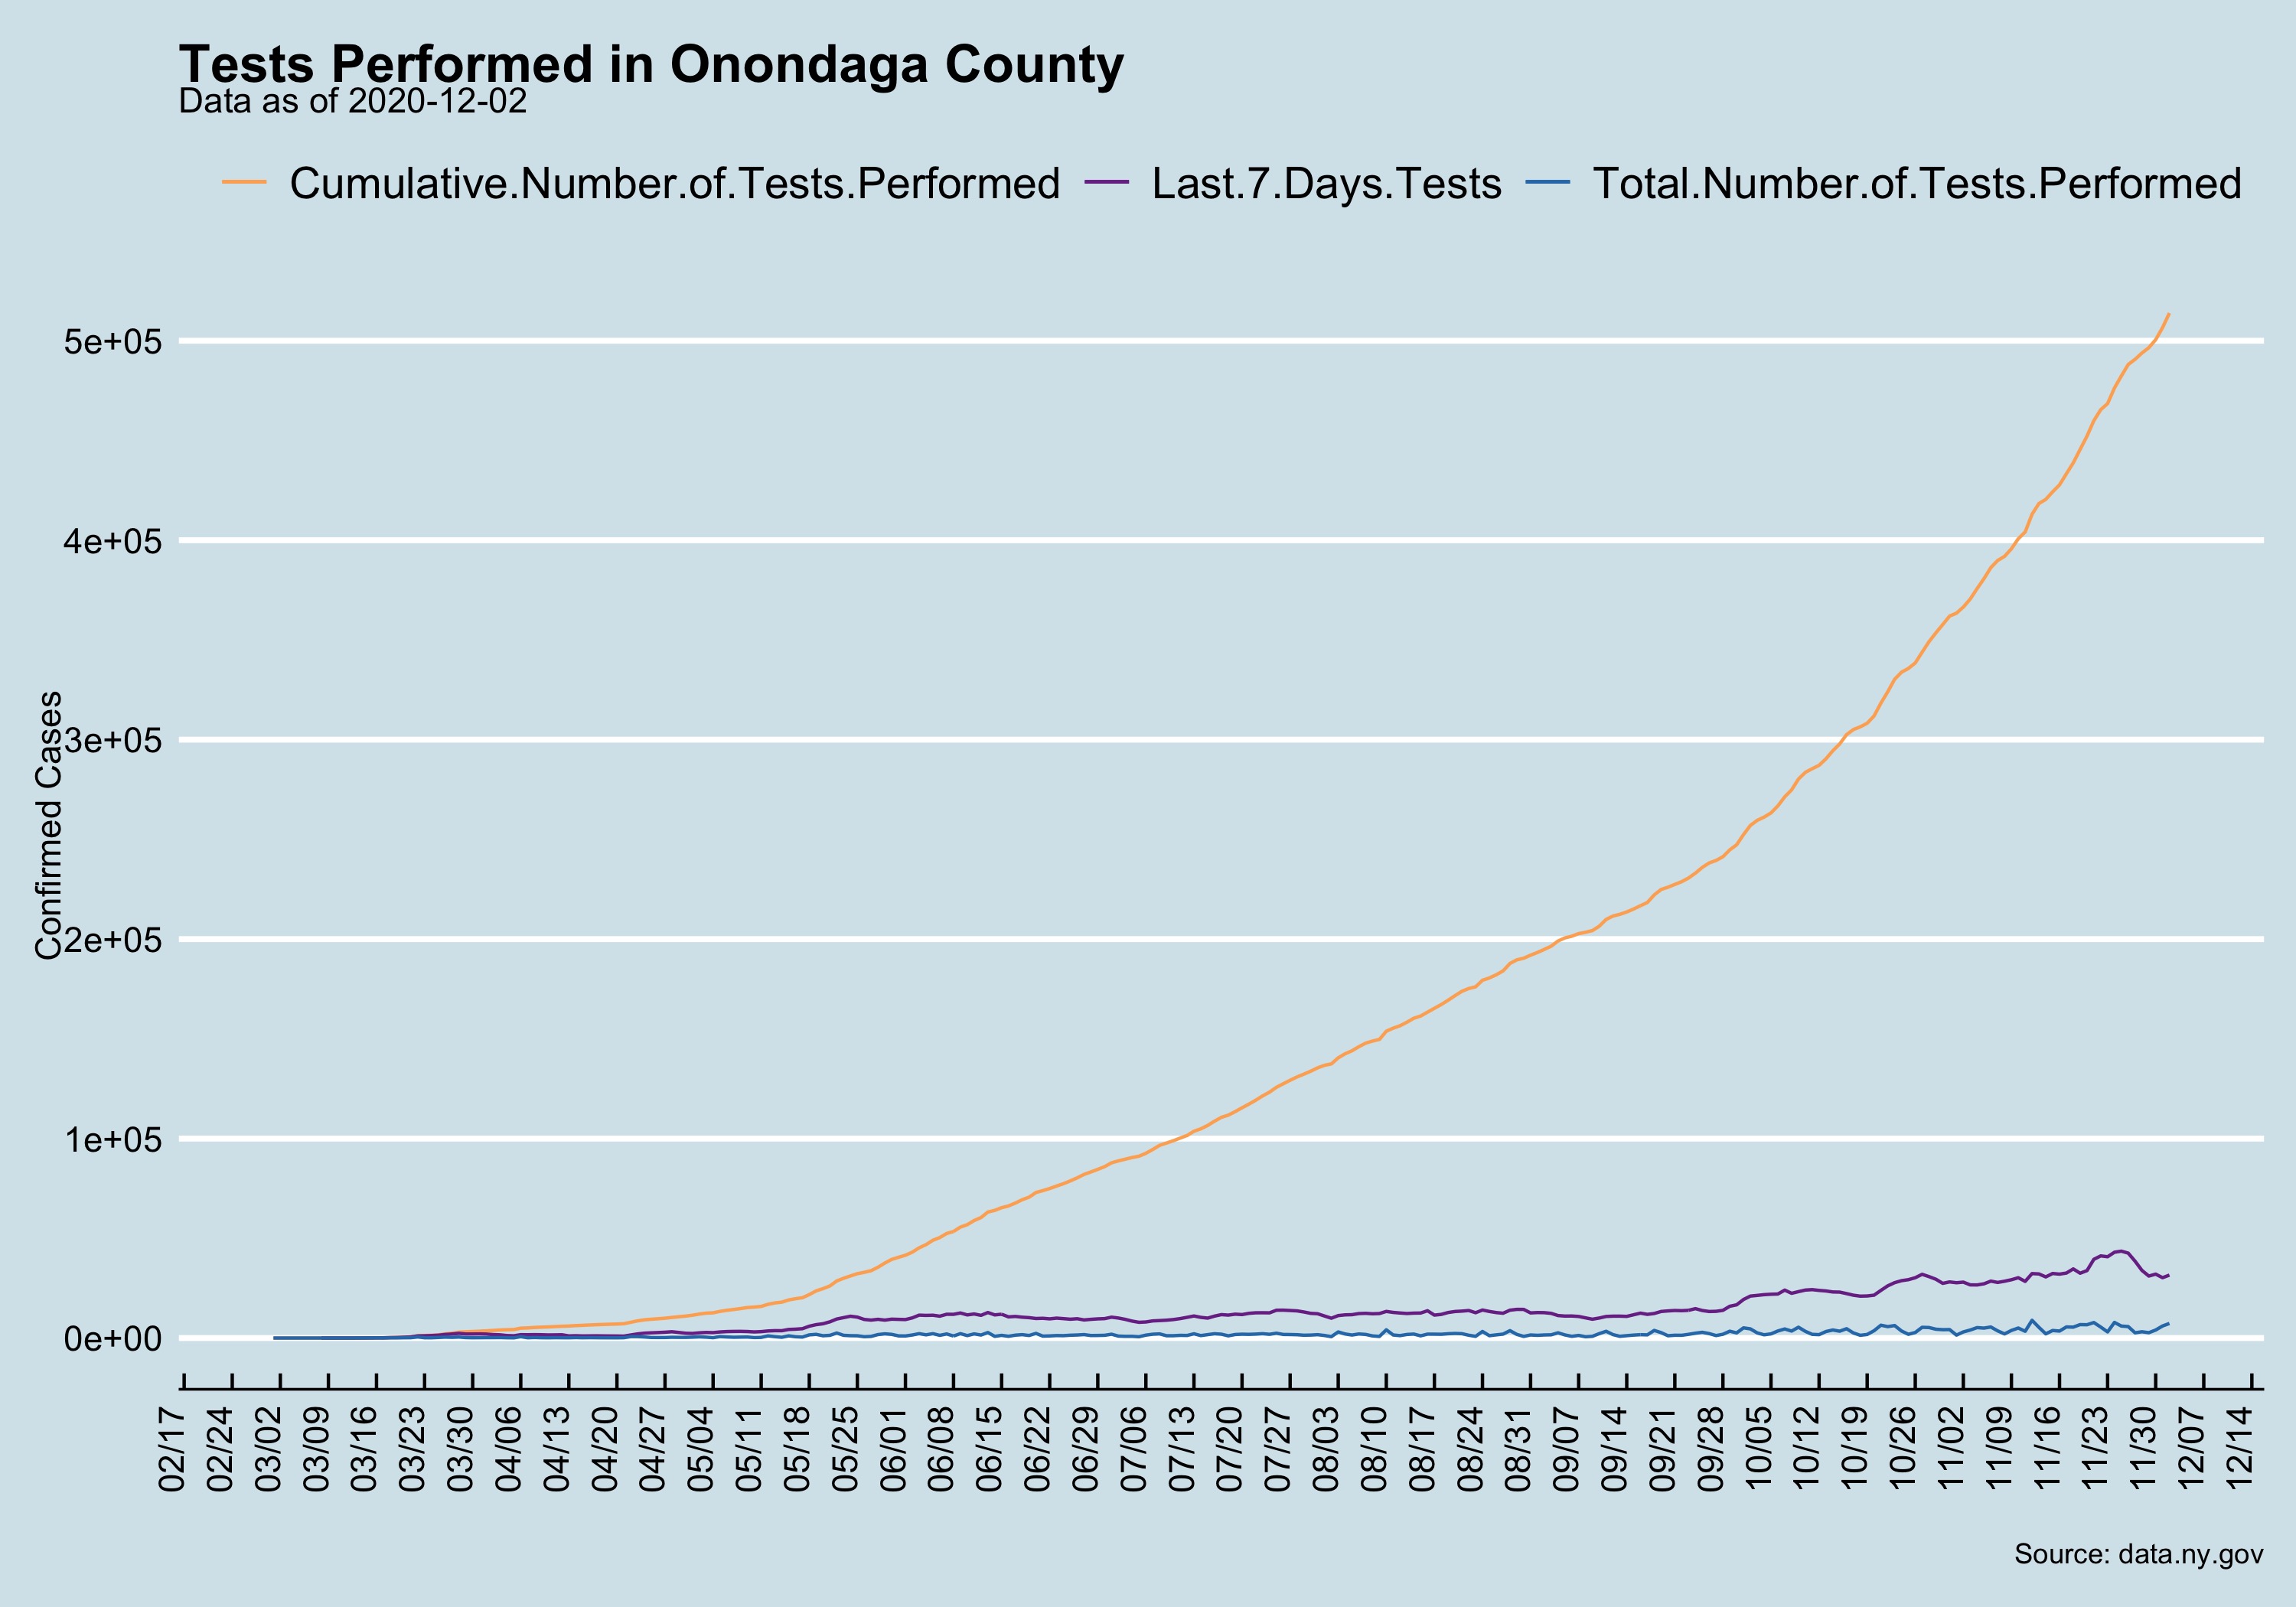 Tests Performed in Onondaga County
Data as of 2020-12-02
Cumulative.Number.of.Tests.Performed Last.7.Days.Tests Total.Number.of.Tests.Performed
Confirmed Cases
5e+05
4e+05
3e+05
2e+05
1e+05
0e+00
02/17 02/24 03/02 03/09 03/16 03/23 03/30 04/06 04/13 04/20 04/27 05/04 05/11 05/18 05/25 06/01 06/08 06/15 06/22 06/29 07/06 07/13 07/20 07/27 08/03 08/10 08/17 08/24 08/31 09/07 09/14 09/21 09/28 10/05 10/12 10/19 10/26 11/02 11/09 11/16 11/23 11/30 12/07 12/14
Source: data.ny.gov